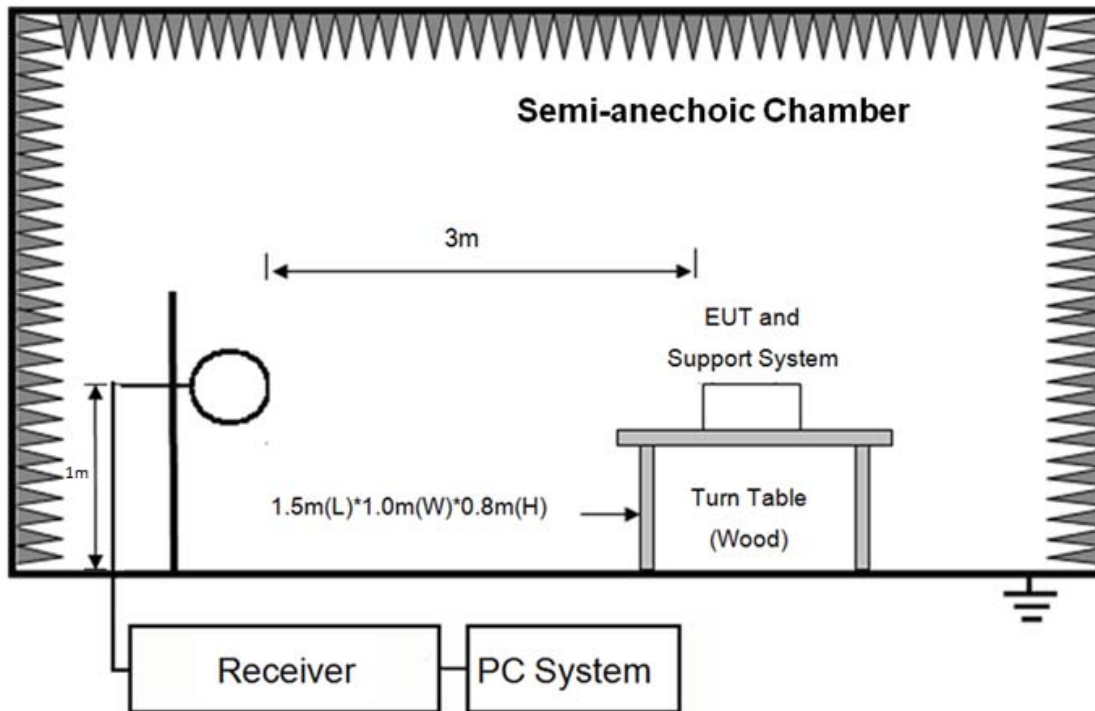 Semi-anechoic Chamber
3m
EUT and
Support System
1m
1.5m(L)*1.0m(W)*0.8m(H)
Turn Table
(Wood)
Receiver
PC System